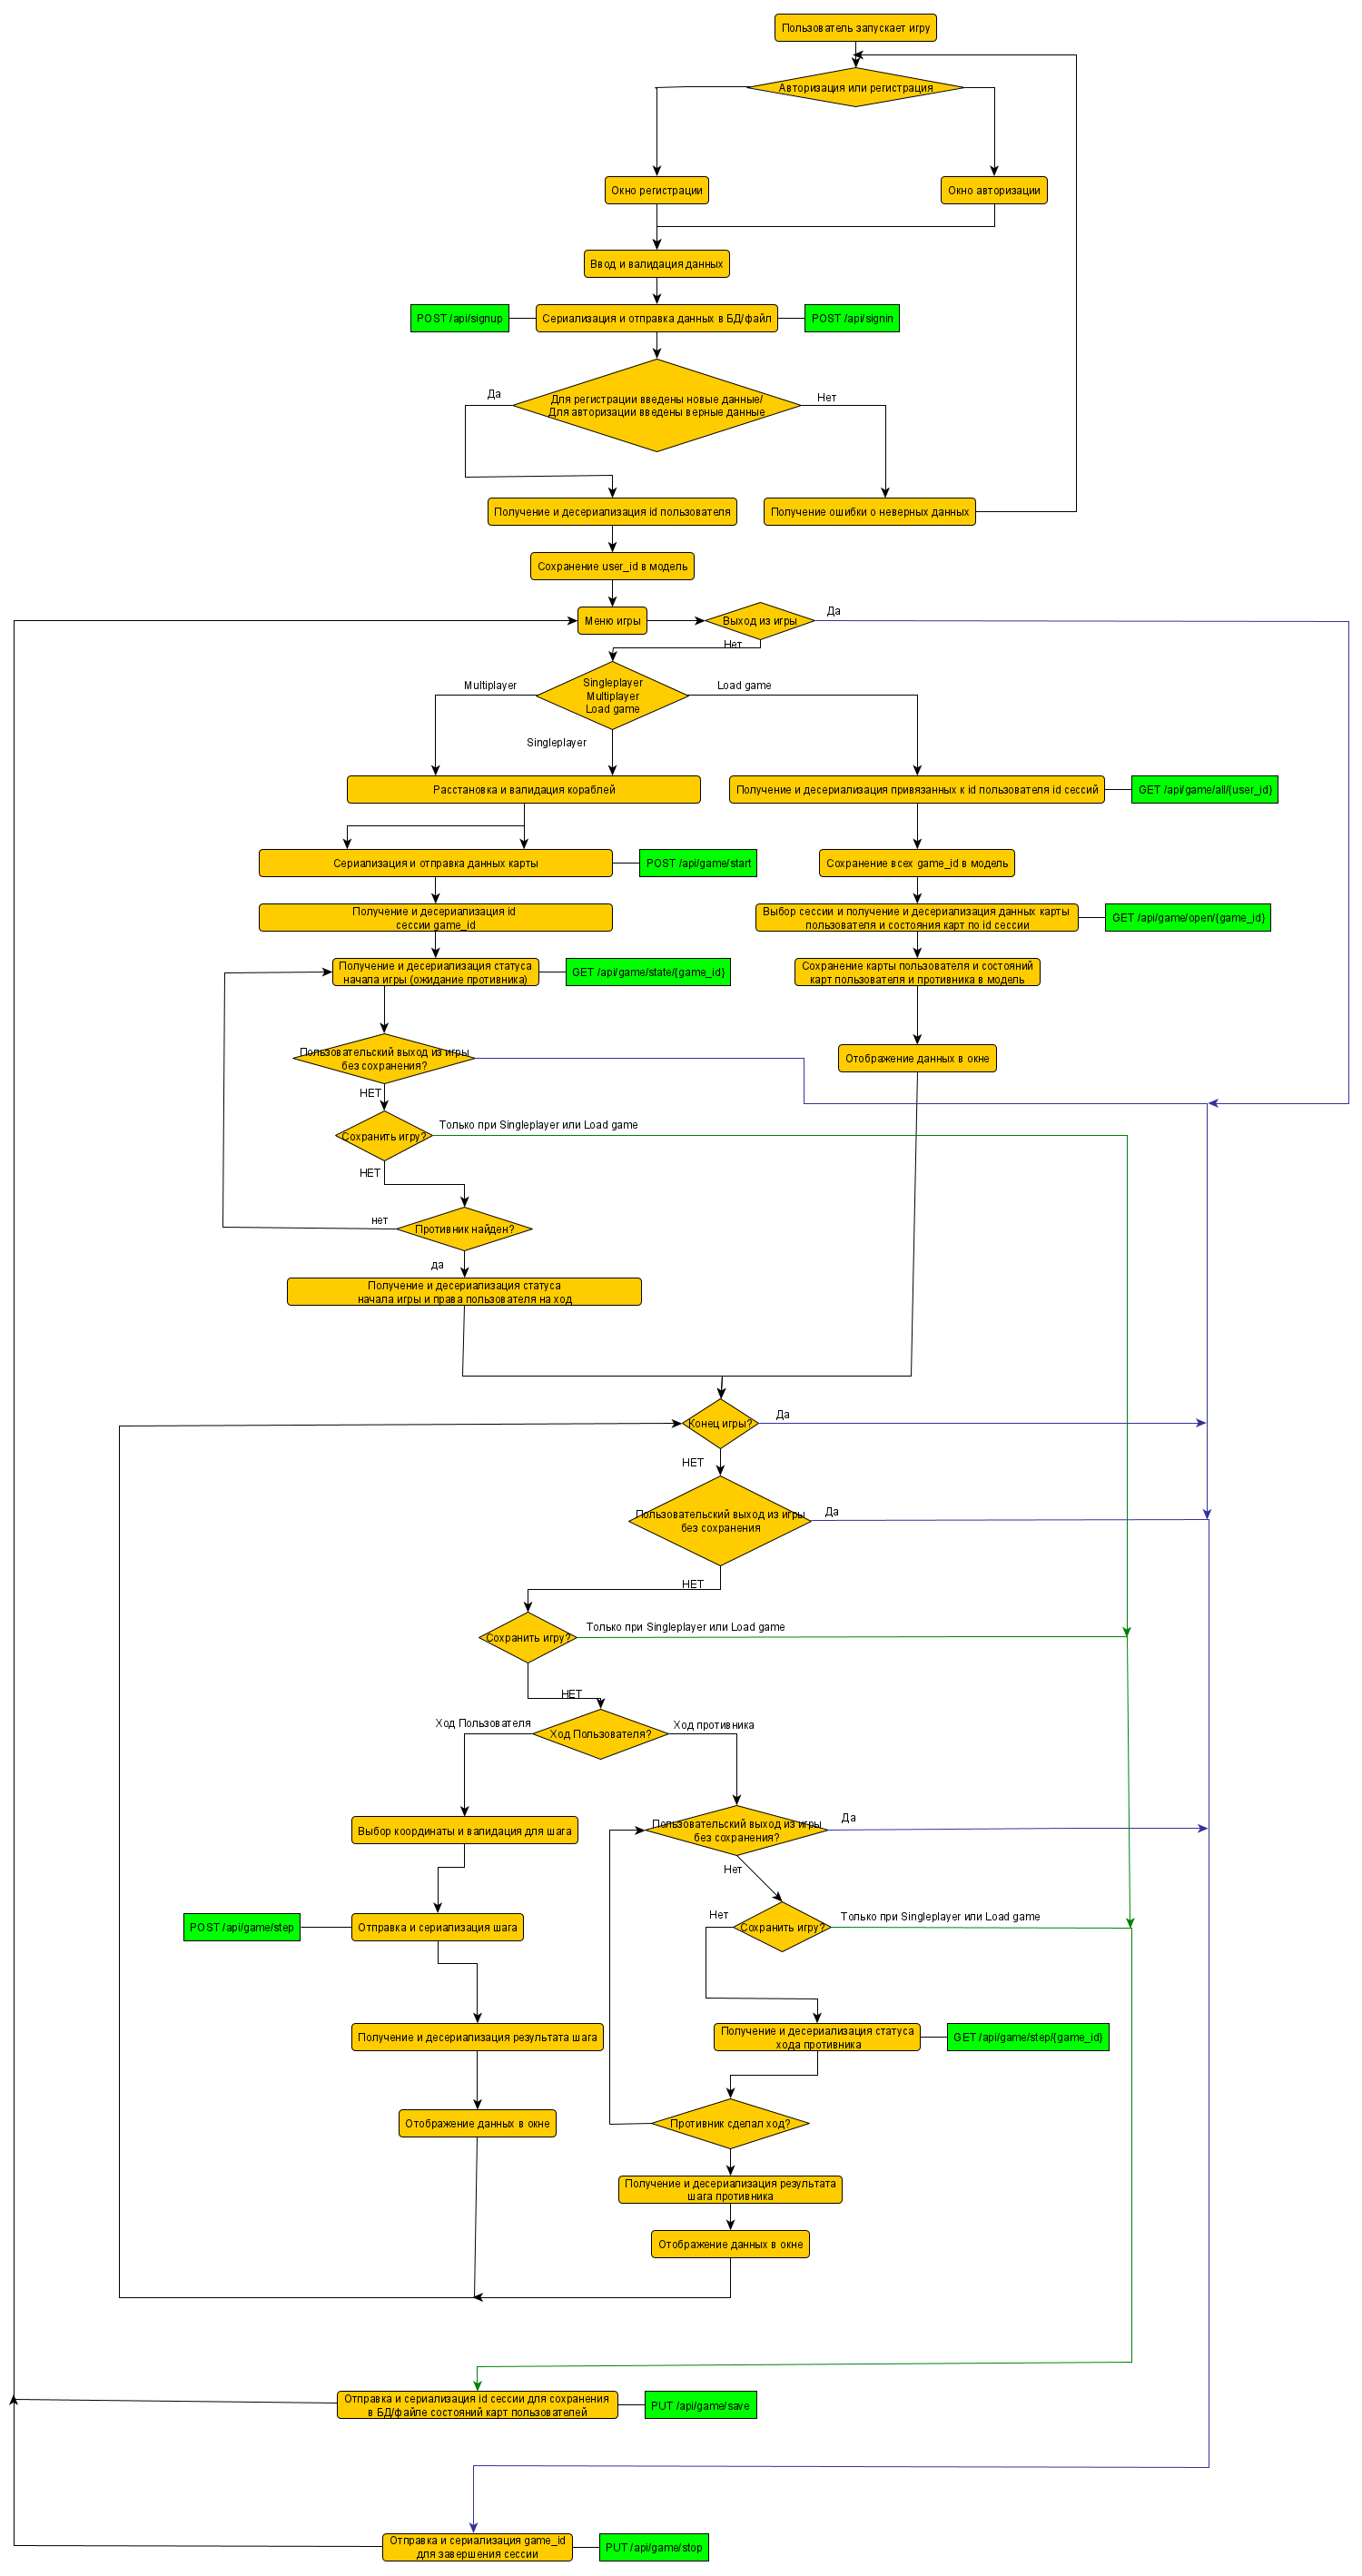 Пользователь запускает игру
Авторизация или регистрация
Окно регистрации
Окно авторизации
Ввод и валидация данных
POST /api/signup
Сериализация и отправка данных в БД/файл
POST /api/signin
Да
Для регистрации введены новые данные/
Для авторизации введены верные данные
Нет
Получение и десериализация id пользователя
Получение ошибки о неверных данных
Сохранение user_id в модель
Меню игры
Выход из игры
Да
Нет
Multiplayer
Singleplayer
Multiplayer
Load game
Load game
Singleplayer
Расстановка и валидация кораблей
Получение и десериализация привязанных к id пользователя id сессий
GET /api/game/all/{user_id}
Сериализация и отправка данных карты
POST /api/game/start
Сохранение всех game_id в модель
Получение и десериализация id
сессии game_id
Выбор сессии и получение и десериализация данных карты
пользователя и состояния карт по id сессии
GET /api/game/open/{game_id}
Получение и десериализация статуса
начала игры (ожидание противника)
GET /api/game/state/{game_id}
Сохранение карты пользователя и состояний
карт пользователя и противника в модель
Пользовательский выход из игры
без сохранения?
Отображение данных в окне
НЕТ
Сохранить игру?
Только при Singleplayer или Load game
НЕТ
нет
Противник найден?
да
Получение и десериализация статуса
начала игры и права пользователя на ход
Конец игры?
Да
НЕТ
Пользовательский выход из игры
без сохранения
Да
НЕТ
Сохранить игру?
Только при Singleplayer или Load game
НЕТ
Ход Пользователя
Ход Пользователя?
Ход противника
Выбор координаты и валидация для шага
Пользовательский выход из игры
без сохранения?
Да
Нет
POST /api/game/step
Отправка и сериализация шага
Нет
Сохранить игру?
Только при Singleplayer или Load game
Получение и десериализация результата шага
Получение и десериализация статуса
хода противника
GET /api/game/step/{game_id}
Отображение данных в окне
Противник сделал ход?
Получение и десериализация результата
шага противника
Отображение данных в окне
Отправка и сериализация id сессии для сохранения
в БД/файле состояний карт пользователей
PUT /api/game/save
Отправка и сериализация game_id
для завершения сессии
PUT /api/game/stop